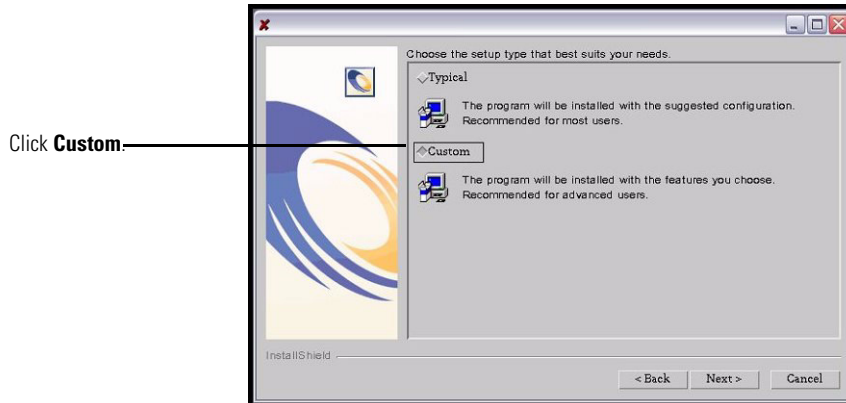 Choose the setup type that best suits your needs.
Typical
The program will be installed with the suggested configuration.
Recommended for most users.
Click Custom.
Custom
The program will be installed with the features you choose.
Recommended for advanced users.
InstallShield
< Back
Next >
Cancel